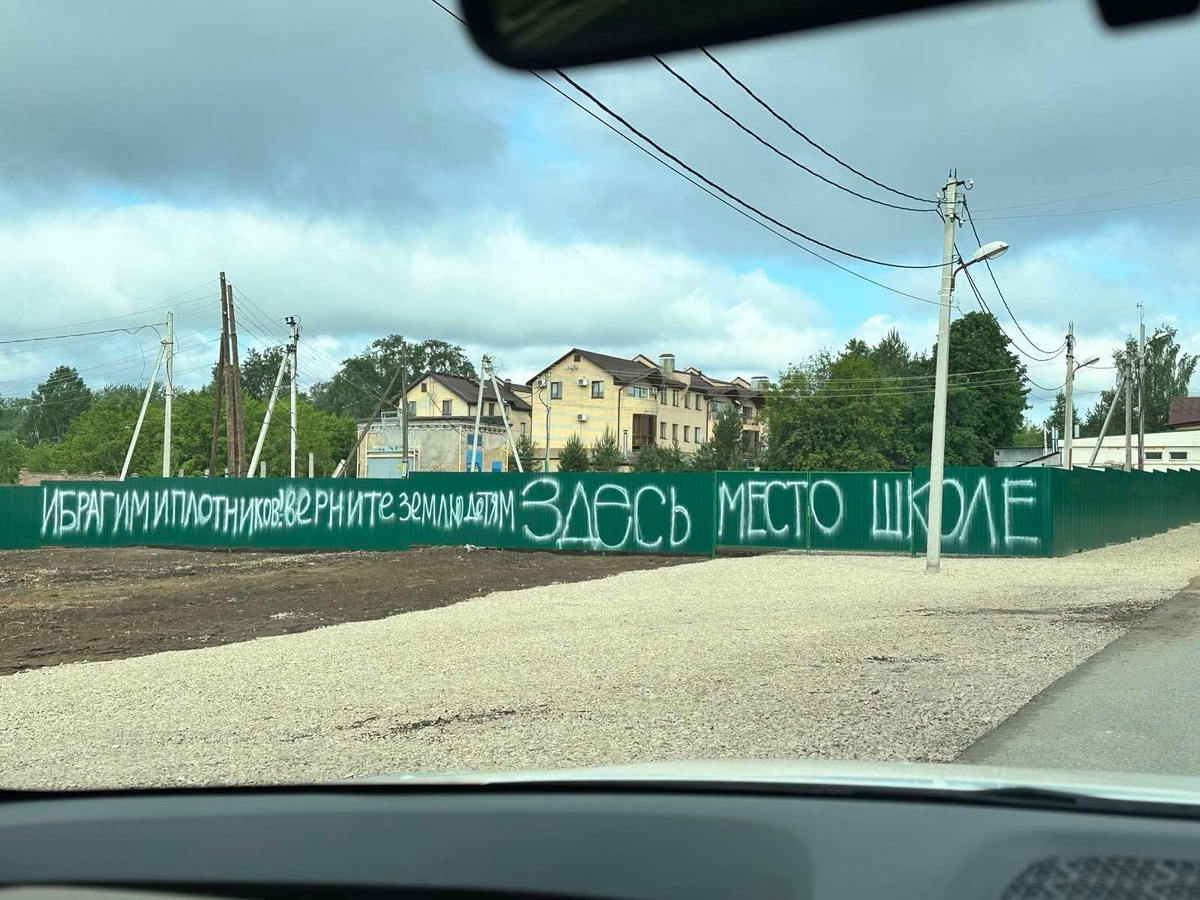 ИБРАГИМ И ПЛОТНИКОВ! ВЕРНИТЕ ЗЕМЛЮ ДЕТЯМ ЗДЕСЬ МЕСТО ШКОЛЕ